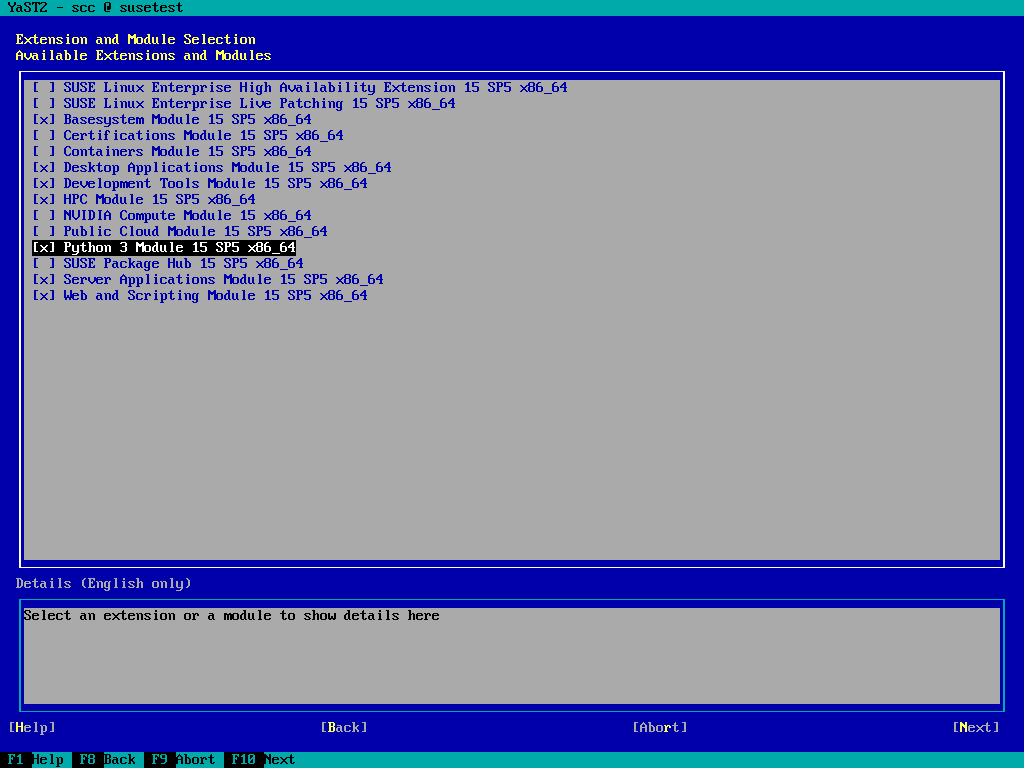 YaST2 - scc @ susetest
Extension and Module Selection
Available Extensions and Modules
[ ] SUSE Linux Enterprise High Availability Extension 15 SP5 x86_64
[ ] SUSE Linux Enterprise Live Patching 15 SP5 x86_64
[x] Basesystem Module 15 SP5 x86_64
[ ] Certifications Module 15 SP5 x86_64
[ ] Containers Module 15 SP5 x86_64
[x] Desktop Applications Module 15 SP5 x86_64
[x] Development Tools Module 15 SP5 x86_64
[x] HPC Module 15 SP5 x86_64
[ ] NVIDIA Compute Module 15 x86_64
[ ] Public Cloud Module 15 SP5 x86_64
[x] Python 3 Module 15 SP5 x86_64
[ ] SUSE Package Hub 15 SP5 x86_64
[x] Server Applications Module 15 SP5 x86_64
[x] Web and Scripting Module 15 SP5 x86_64
Details (English only)
Select an extension or a module to show details here
[Help] [Back] [Abort] [Next]
F1 Help F8 Back F9 Abort F10 Next